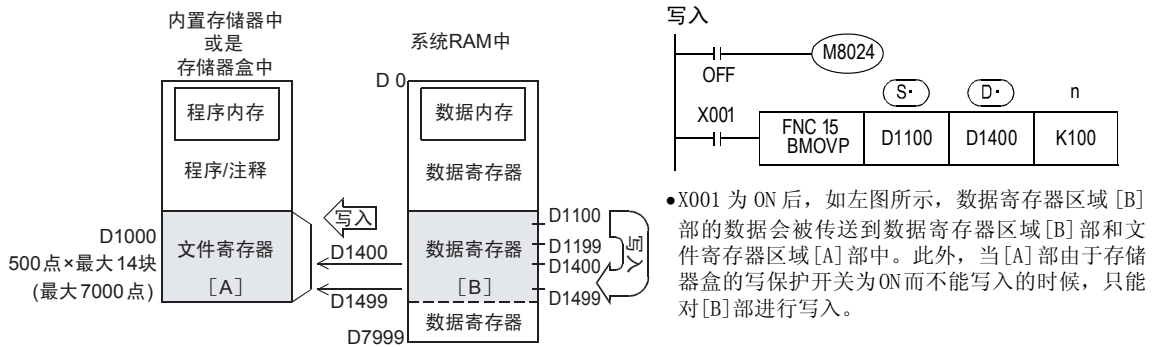 内置存储器中
或是
存储器盒中
程序内存
程序/注释
D1000
500点×最大14块
(最大7000点)
文件寄存器
[A]
写入
D1400
D1499
系统RAM中
D 0
数据内存
数据寄存器
数据寄存器
[B]
数据寄存器
D7999
D1100
D1199
D1400
D1499
写入
写入
M8024
OFF
S· D· n
X001
FNC 15
BMOVP D1100 D1400 K100
•X001 为 ON 后，如左图所示，数据寄存器区域 [B]
部的数据会被传送到数据寄存器区域[B]部和文
件寄存器区域[A]部中。此外，当[A]部由于存储
器盒的写保护开关为ON而不能写入的时候，只能
对[B]部进行写入。